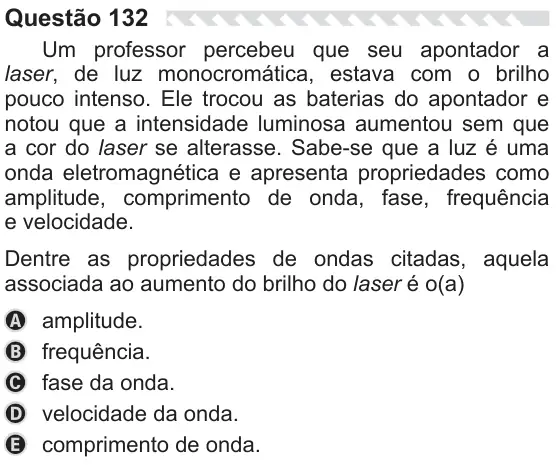 Questão 132
Um professor percebeu que seu apontador a
laser, de luz monocromática, estava com o brilho
pouco intenso. Ele trocou as baterias do apontador e
notou que a intensidade luminosa aumentou sem que
a cor do laser se alterasse. Sabe-se que a luz é uma
onda eletromagnética e apresenta propriedades como
amplitude, comprimento de onda, fase, frequência
e velocidade.
Dentre as propriedades de ondas citadas, aquela
associada ao aumento do brilho do laser é o(a)
A amplitude.
B frequência.
C fase da onda.
D velocidade da onda.
E comprimento de onda.